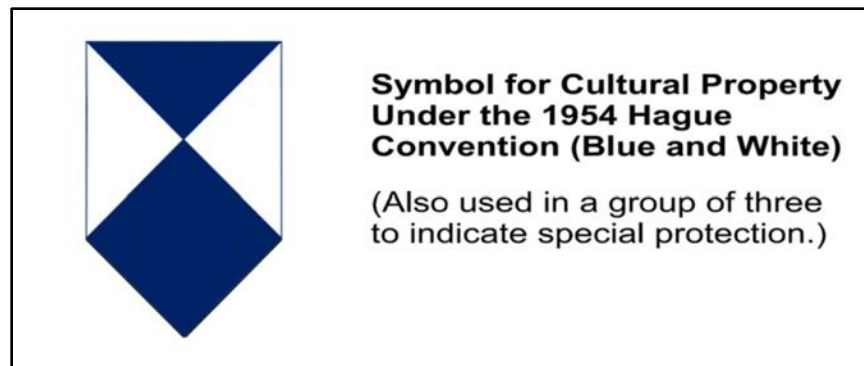 Symbol for Cultural Property
Under the 1954 Hague
Convention (Blue and White)
(Also used in a group of three
to indicate special protection.)